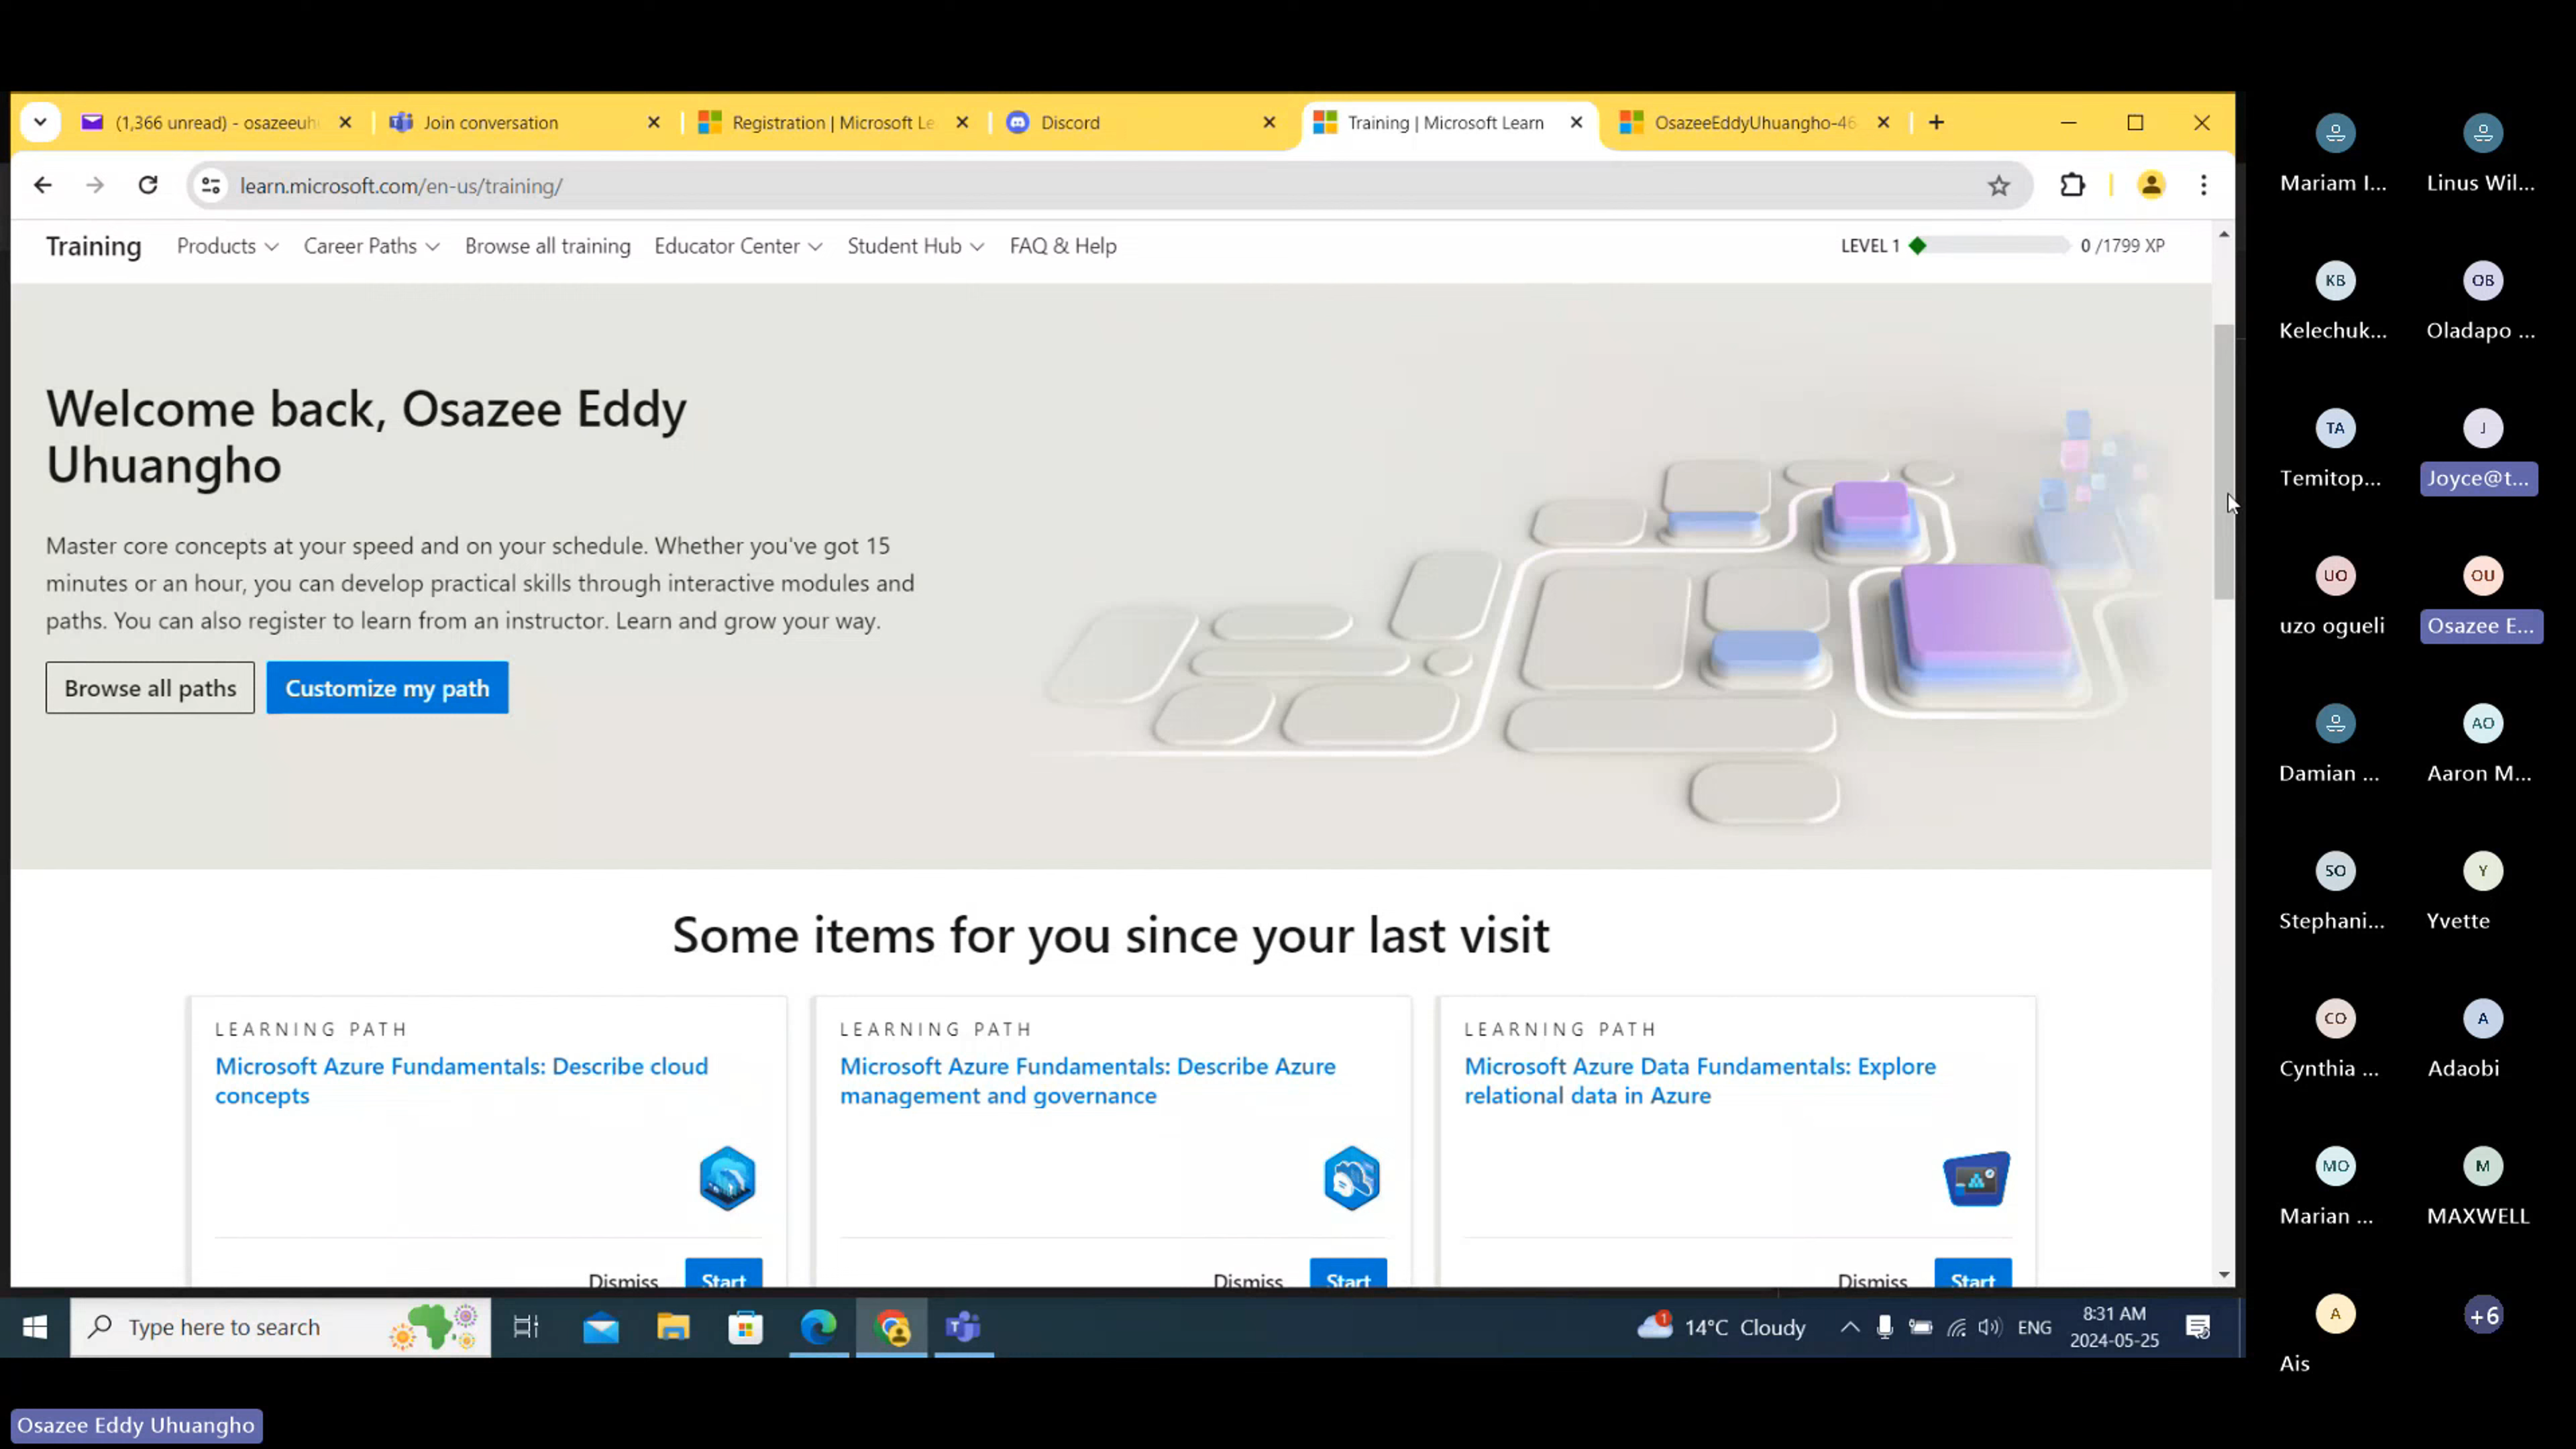 (1,366 unread) - osazeeuh
Join conversation
Registration | Microsoft Le
Discord
Training | Microsoft Learn
OsazeeEddyUhuangho-46
learn.microsoft.com/en-us/training/
Training
Products
Career Paths
Browse all training
Educator Center
Student Hub
FAQ & Help
LEVEL 1
0 /1799 XP
Welcome back, Osazee Eddy
Uhuangho
Master core concepts at your speed and on your schedule. Whether you've got 15
minutes or an hour, you can develop practical skills through interactive modules and
paths. You can also register to learn from an instructor. Learn and grow your way.
Browse all paths
Customize my path
Some items for you since your last visit
LEARNING PATH
Microsoft Azure Fundamentals: Describe cloud
concepts
Dismiss
Start
LEARNING PATH
Microsoft Azure Fundamentals: Describe Azure
management and governance
Dismiss
Start
LEARNING PATH
Microsoft Azure Data Fundamentals: Explore
relational data in Azure
Dismiss
Start
Type here to search
1
14°C Cloudy
ENG
8:31 AM
2024-05-25
Osazee Eddy Uhuangho
Mariam I...
Linus Wil...
KB
Kelechuk...
OB
Oladapo ...
TA
Temitop...
J
Joyce@t...
UO
uzo ogueli
OU
Osazee E...
Damian ...
AO
Aaron M...
SO
Stephani...
Y
Yvette
CO
Cynthia ...
A
Adaobi
MO
Marian ...
M
MAXWELL
A
Ais
+6